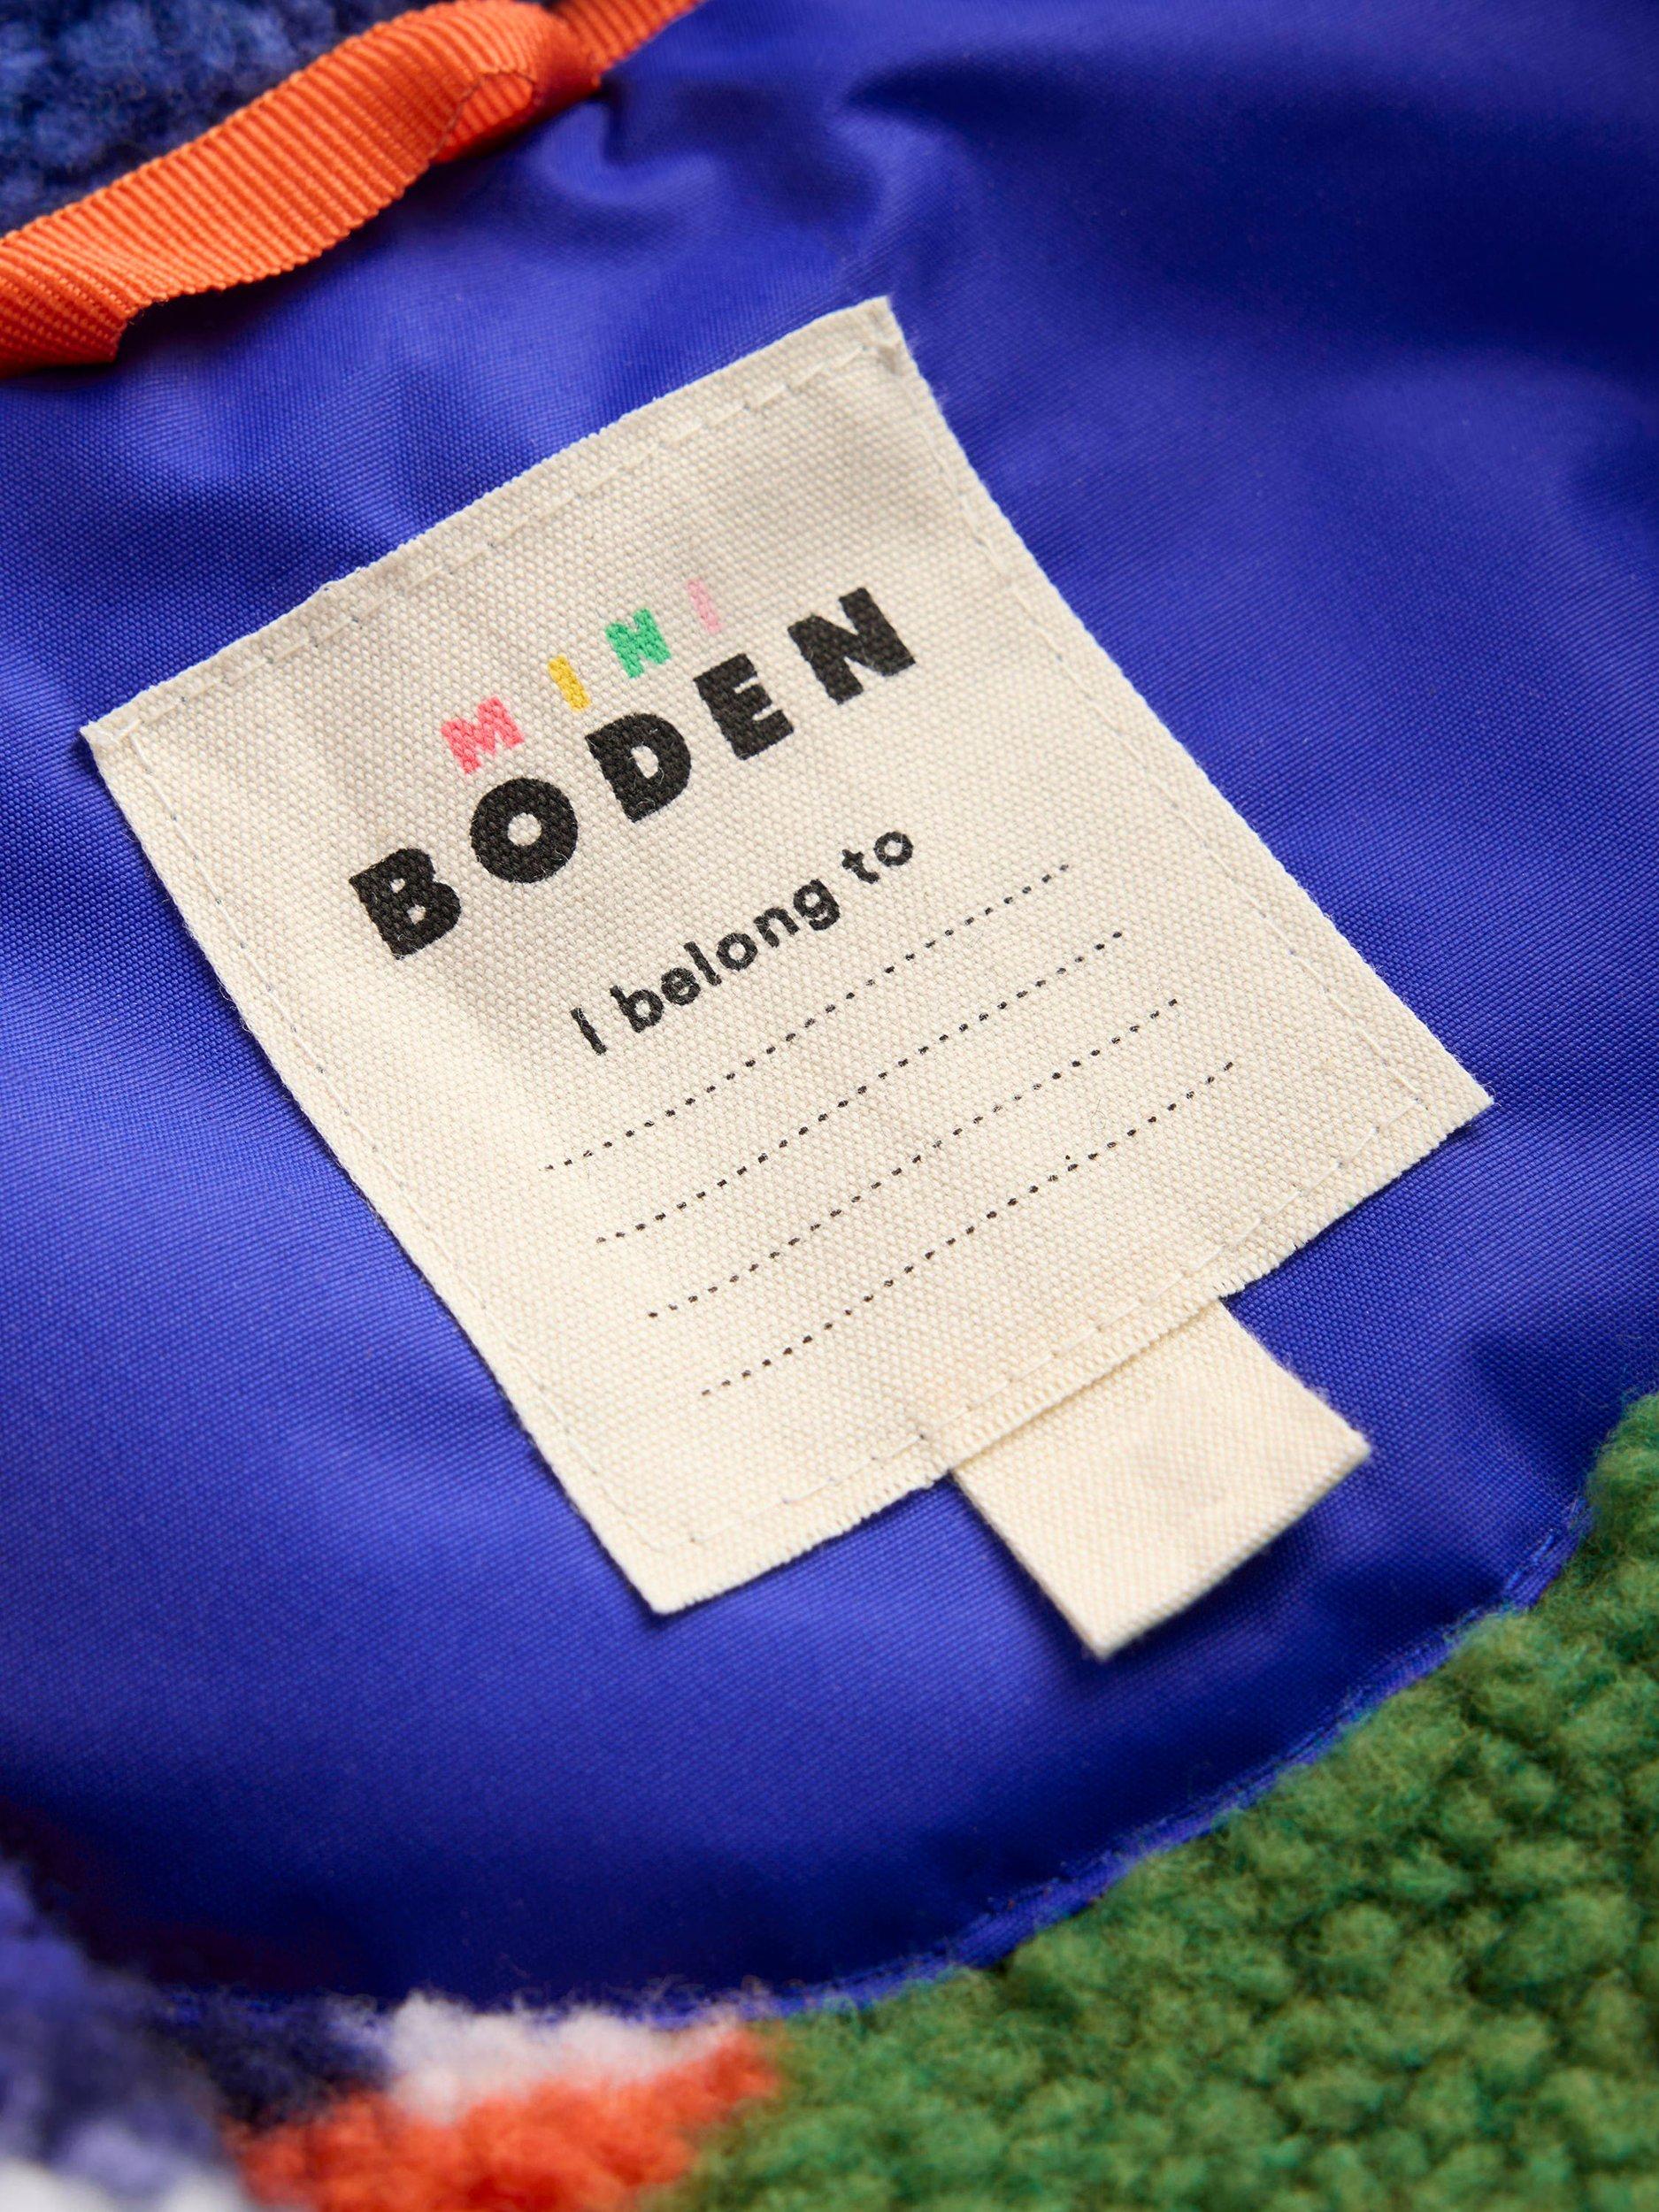 MINI
BODEN
I belong to